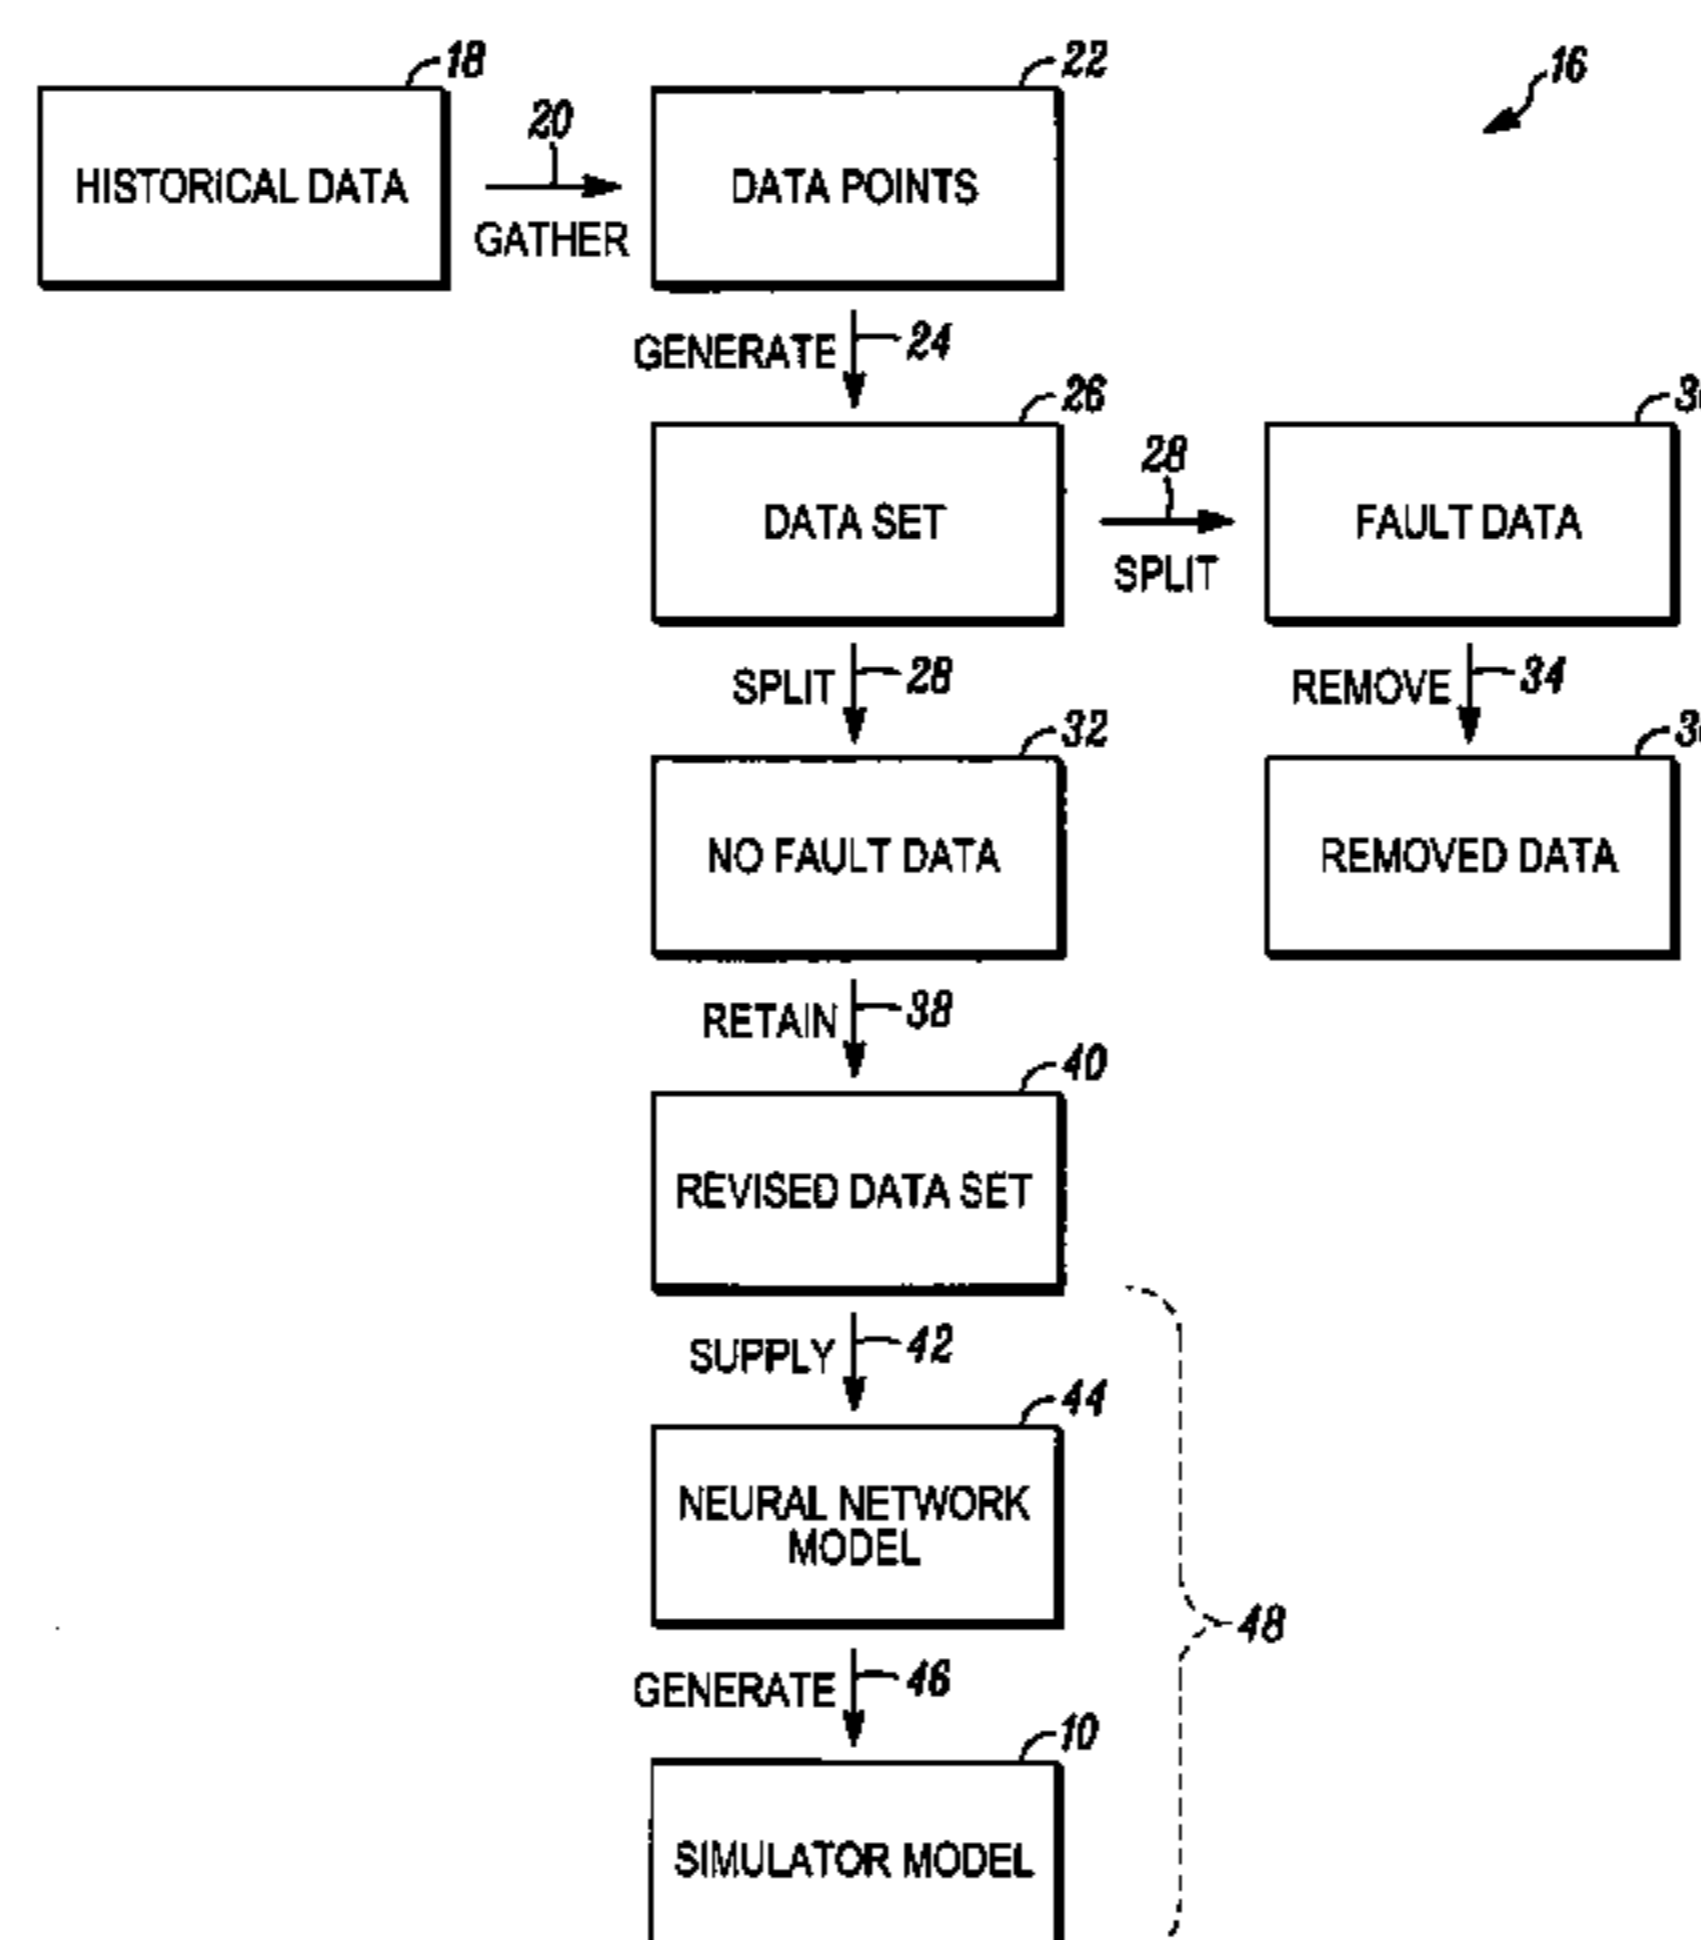 18
22
16
20
HISTORICAL DATA
DATA POINTS
GATHER
GENERATE
24
26
28
DATA SET
FAULT DATA
SPLIT
SPLIT
28
REMOVE
34
32
NO FAULT DATA
REMOVED DATA
RETAIN
38
40
REVISED DATA SET
SUPPLY
42
44
NEURAL NETWORK
MODEL
48
GENERATE
46
10
SIMULATOR MODEL